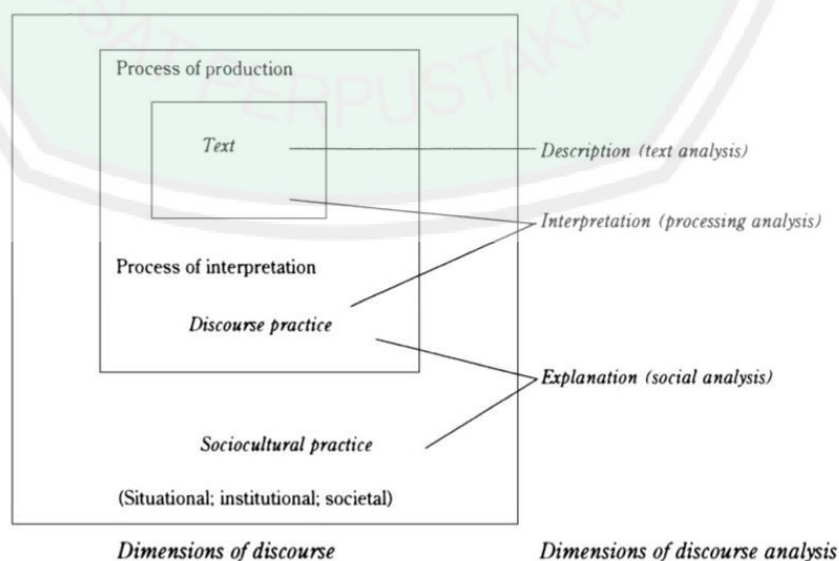 Process of production
Text
Description (text analysis)
Interpretation (processing analysis)
Process of interpretation
Discourse practice
Explanation (social analysis)
Sociocultural practice
(Situational; institutional; societal)
Dimensions of discourse
Dimensions of discourse analysis
PERPUSTAKA